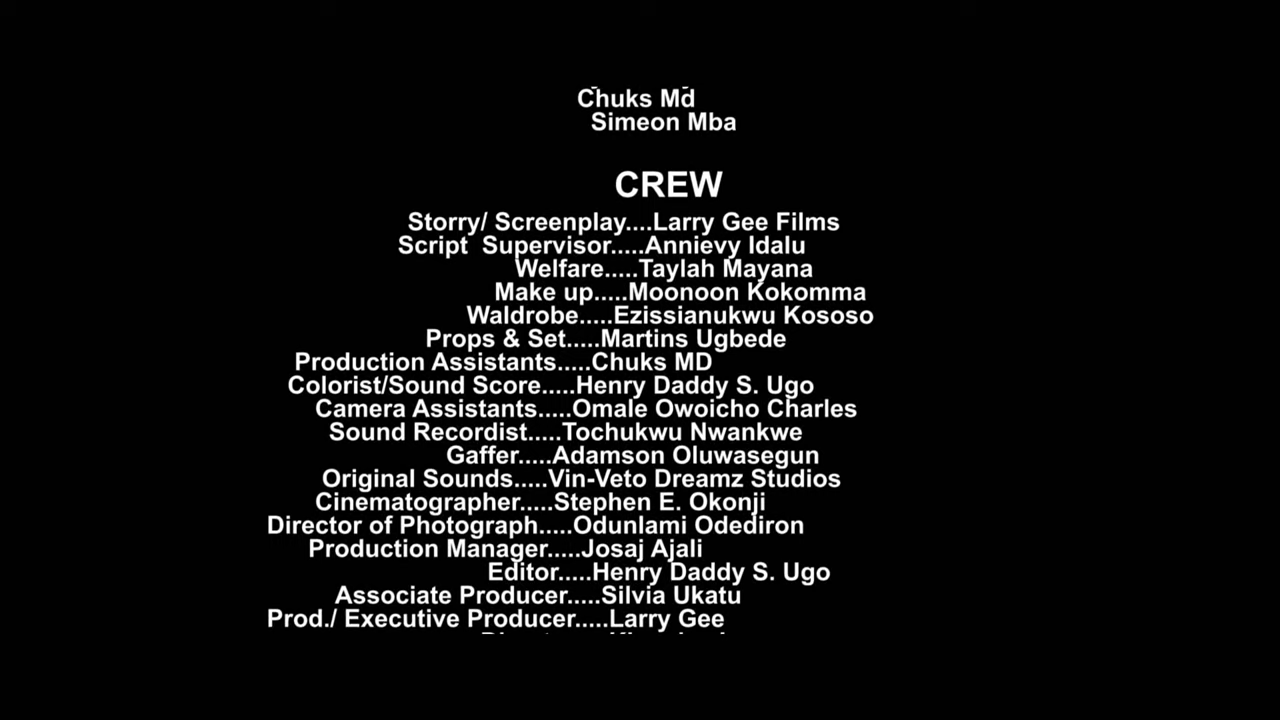 Chuks Md
Simeon Mba
CREW
Storry/ Screenplay....Larry Gee Films
Script  Supervisor.....Annievy Idalu
Welfare.....Taylah Mayana
Make up.....Moonoon Kokomma
Waldrobe.....Ezissianukwu Kososo
Props & Set.....Martins Ugbede
Production Assistants.....Chuks MD
Colorist/Sound Score.....Henry Daddy S. Ugo
Camera Assistants.....Omale Owoicho Charles
Sound Recordist.....Tochukwu Nwankwe
Gaffer.....Adamson Oluwasegun
Original Sounds.....Vin-Veto Dreamz Studios
Cinematographer.....Stephen E. Okonji
Director of Photograph.....Odunlami Odediron
Production Manager.....Josaj Ajali
Editor.....Henry Daddy S. Ugo
Associate Producer.....Silvia Ukatu
Prod./ Executive Producer.....Larry Gee